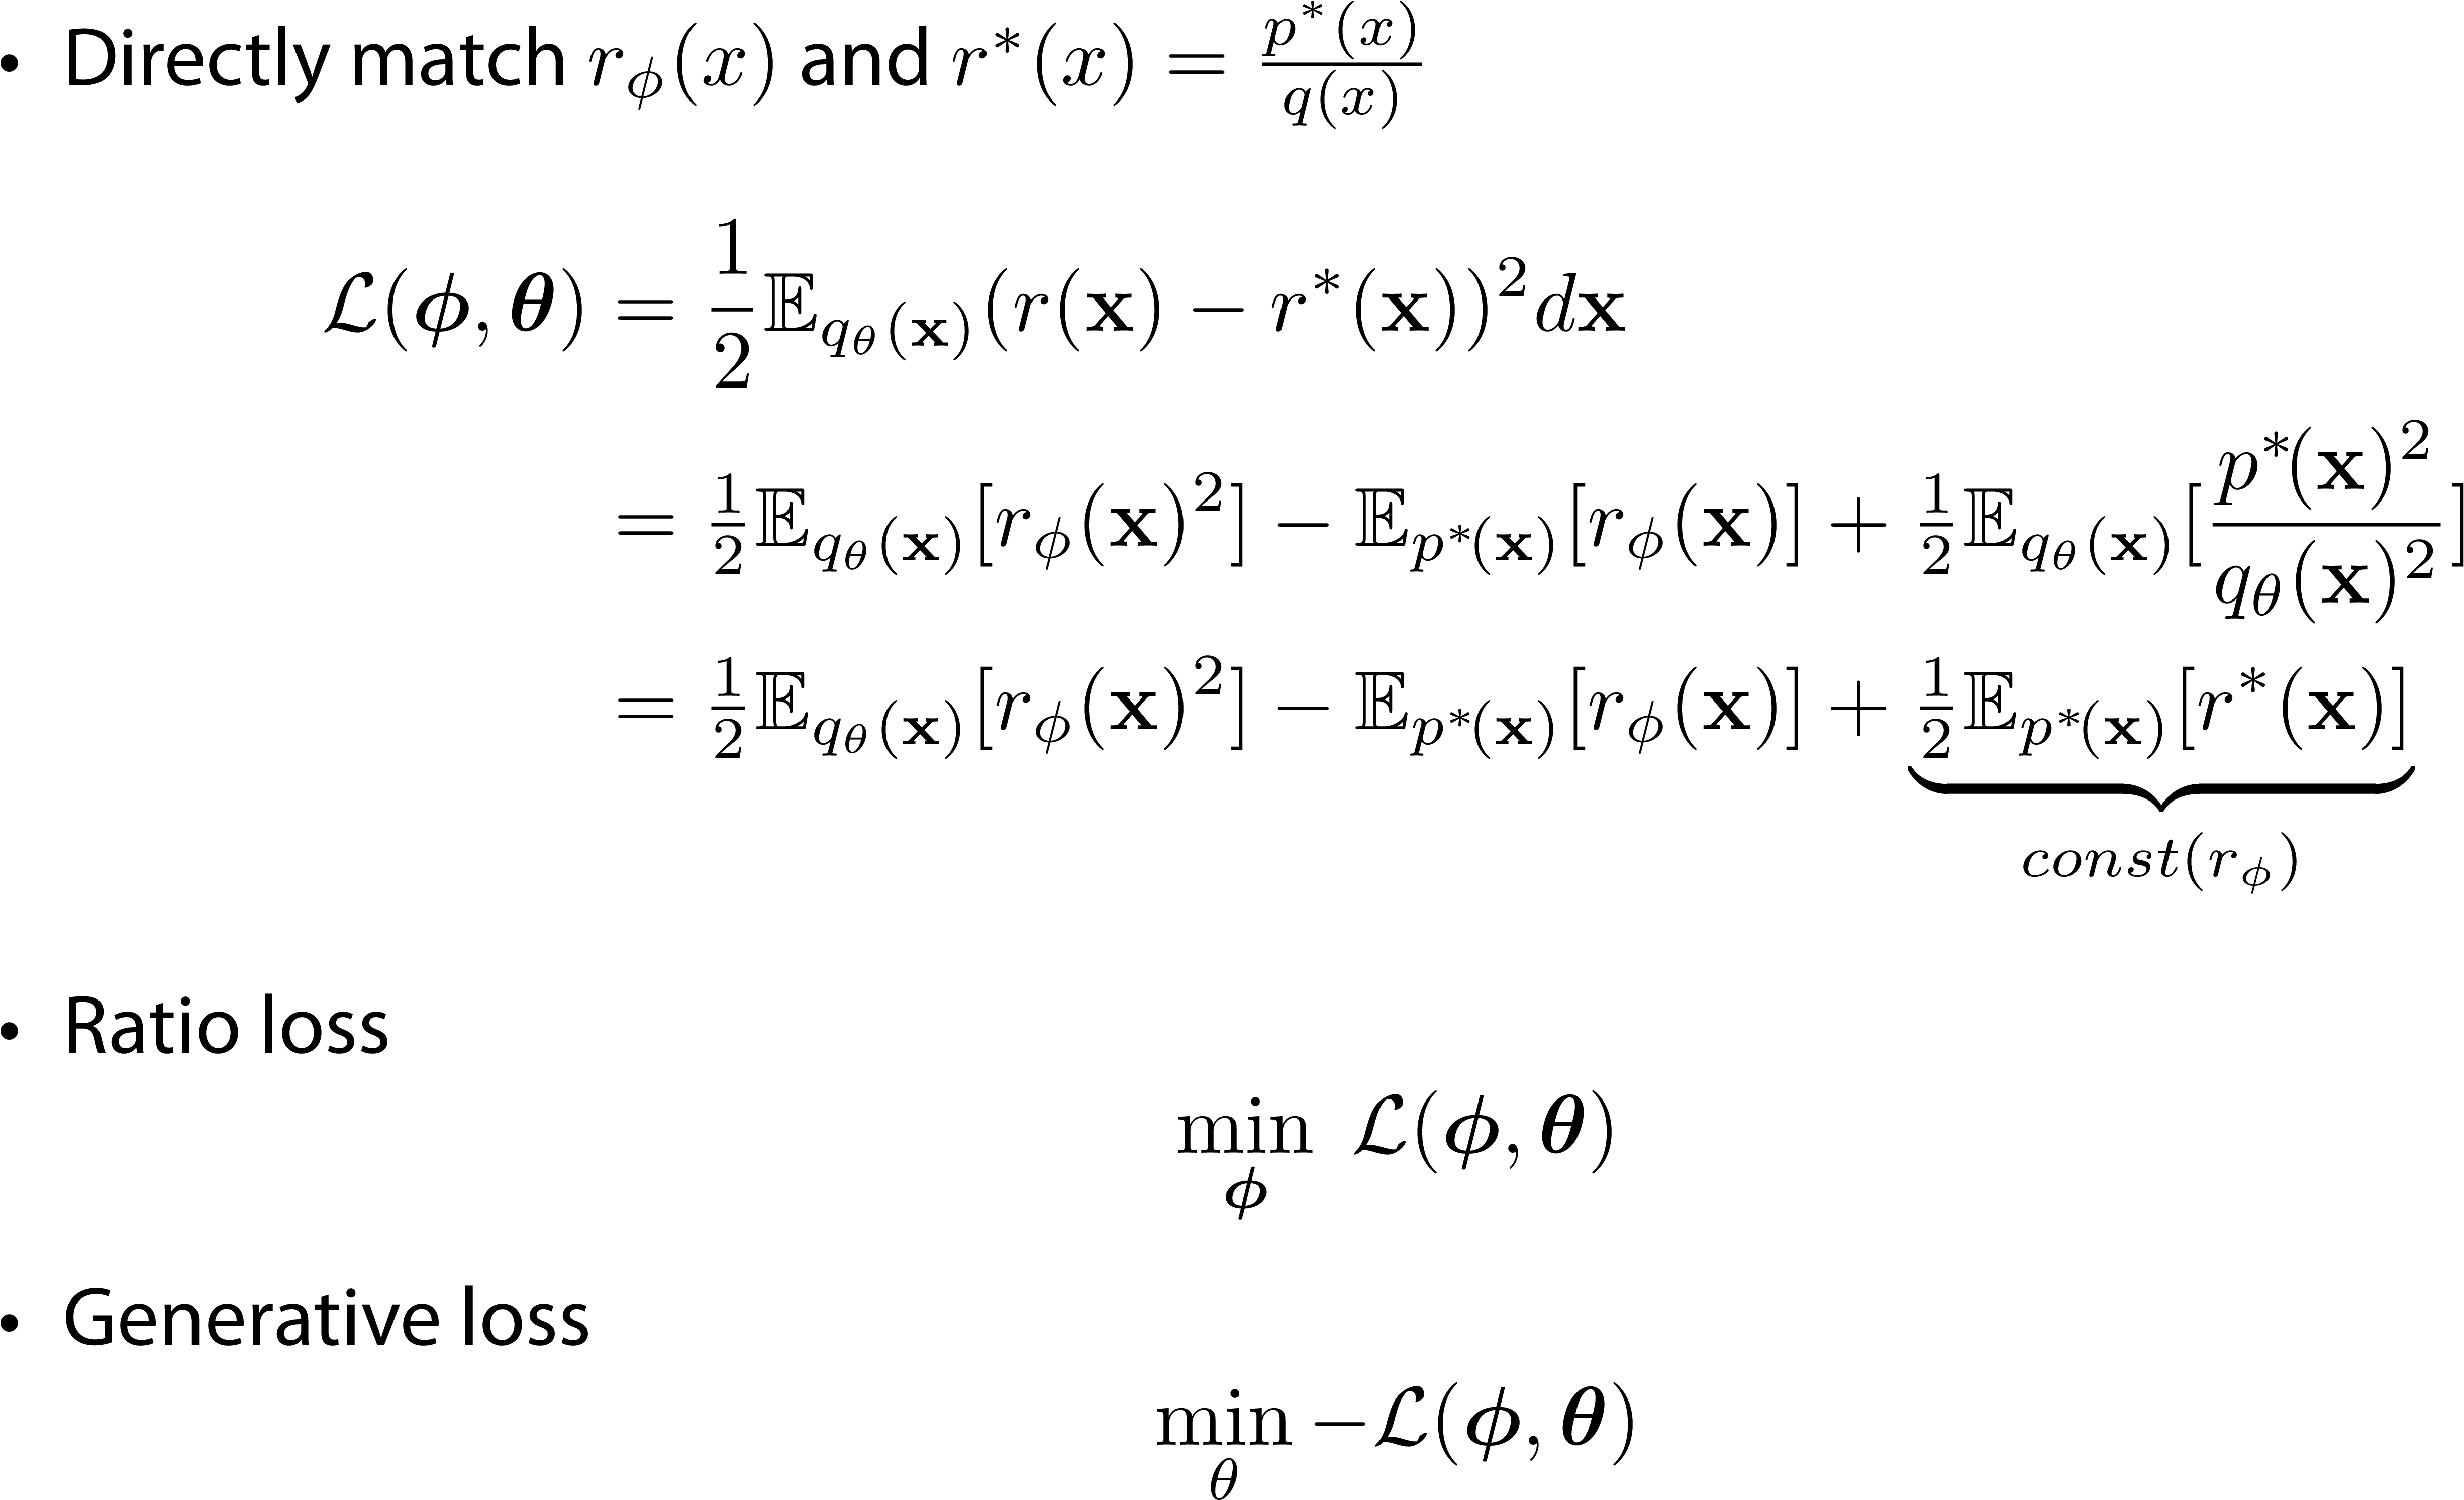 • Directly match $r_\phi(x)$ and $r^*(x) = \frac{p^*(x)}{q(x)}$
$\mathcal{L}(\boldsymbol{\phi}, \boldsymbol{\theta}) = \frac{1}{2}\mathbb{E}_{q_\theta(\mathbf{x})}(r(\mathbf{x}) - r^*(\mathbf{x}))^2 d\mathbf{x}$
$= \frac{1}{2}\mathbb{E}_{q_\theta(\mathbf{x})}[r_\phi(\mathbf{x})^2] - \mathbb{E}_{p^*(\mathbf{x})}[r_\phi(\mathbf{x})] + \frac{1}{2}\mathbb{E}_{q_\theta(\mathbf{x})}[\frac{p^*(\mathbf{x})^2}{q_\theta(\mathbf{x})^2}]$
$= \frac{1}{2}\mathbb{E}_{q_\theta(\mathbf{x})}[r_\phi(\mathbf{x})^2] - \mathbb{E}_{p^*(\mathbf{x})}[r_\phi(\mathbf{x})] + \underbrace{\frac{1}{2}\mathbb{E}_{p^*(\mathbf{x})}[r^*(\mathbf{x})]}_{const(r_\phi)}$
• Ratio loss
$\min_{\boldsymbol{\phi}} \mathcal{L}(\boldsymbol{\phi}, \boldsymbol{\theta})$
• Generative loss
$\min_{\theta} -\mathcal{L}(\boldsymbol{\phi}, \boldsymbol{\theta})$